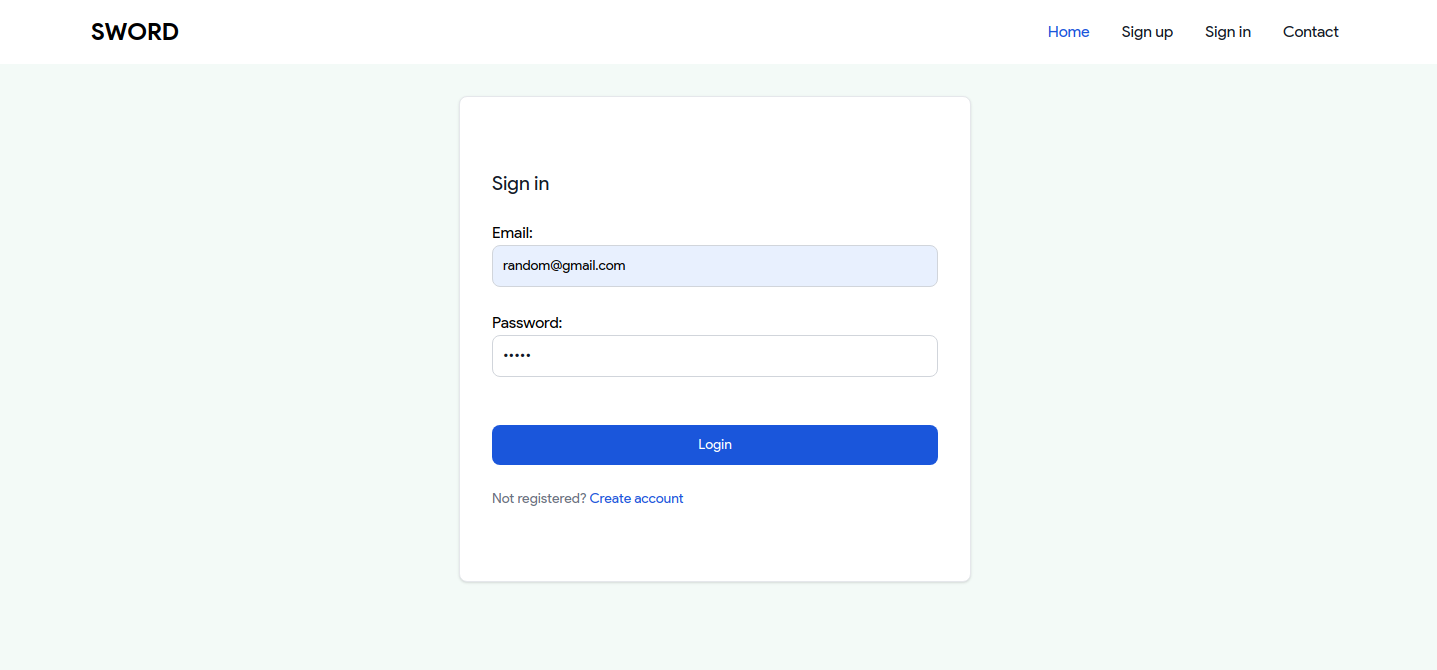 SWORD Home Sign up Sign in Contact
Sign in
Email:
random@gmail.com
Password:
•••••
Login
Not registered? Create account